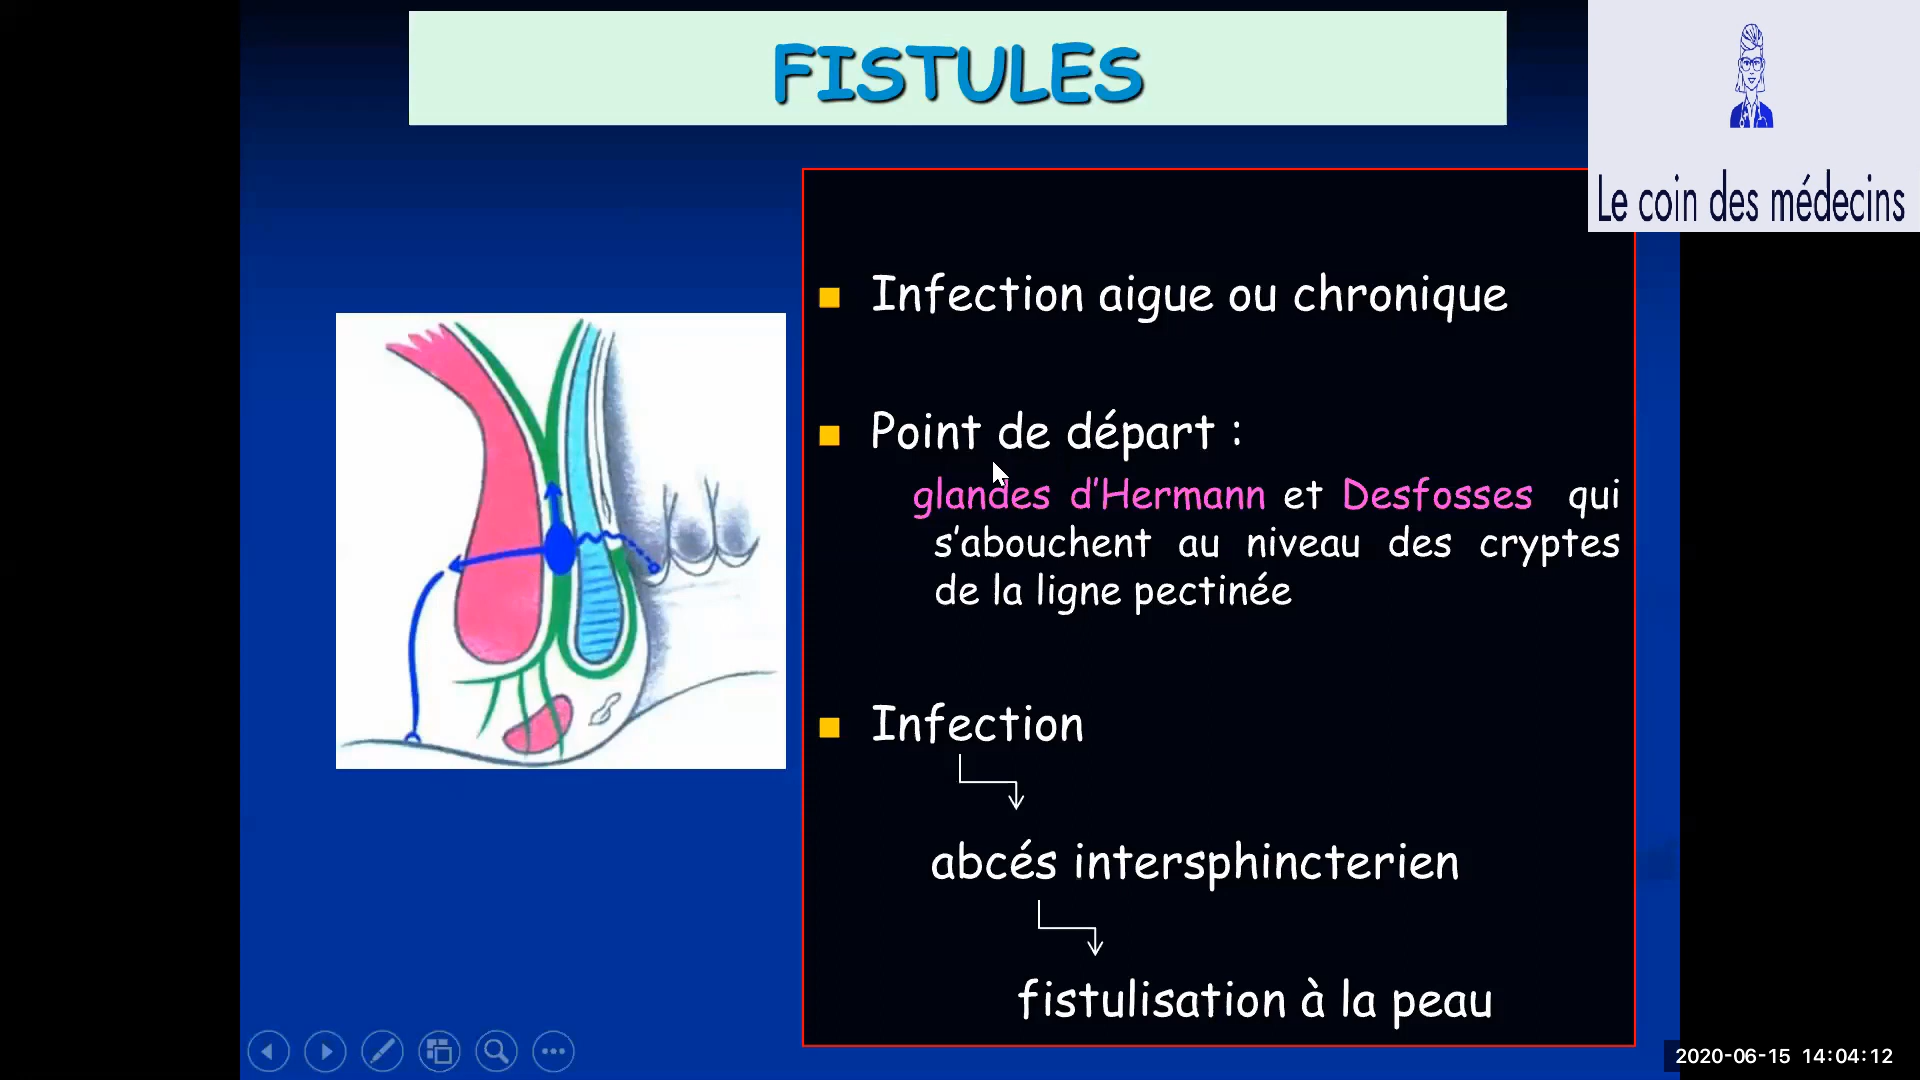 FISTULES
Le coin des médecins
Infection aigue ou chronique
Point de départ :
glandes d'Hermann et Desfosses qui
s'abouchent au niveau des cryptes
de la ligne pectinée
Infection
abcés intersphincterien
fistulisation à la peau
2020-06-15 14:04:12